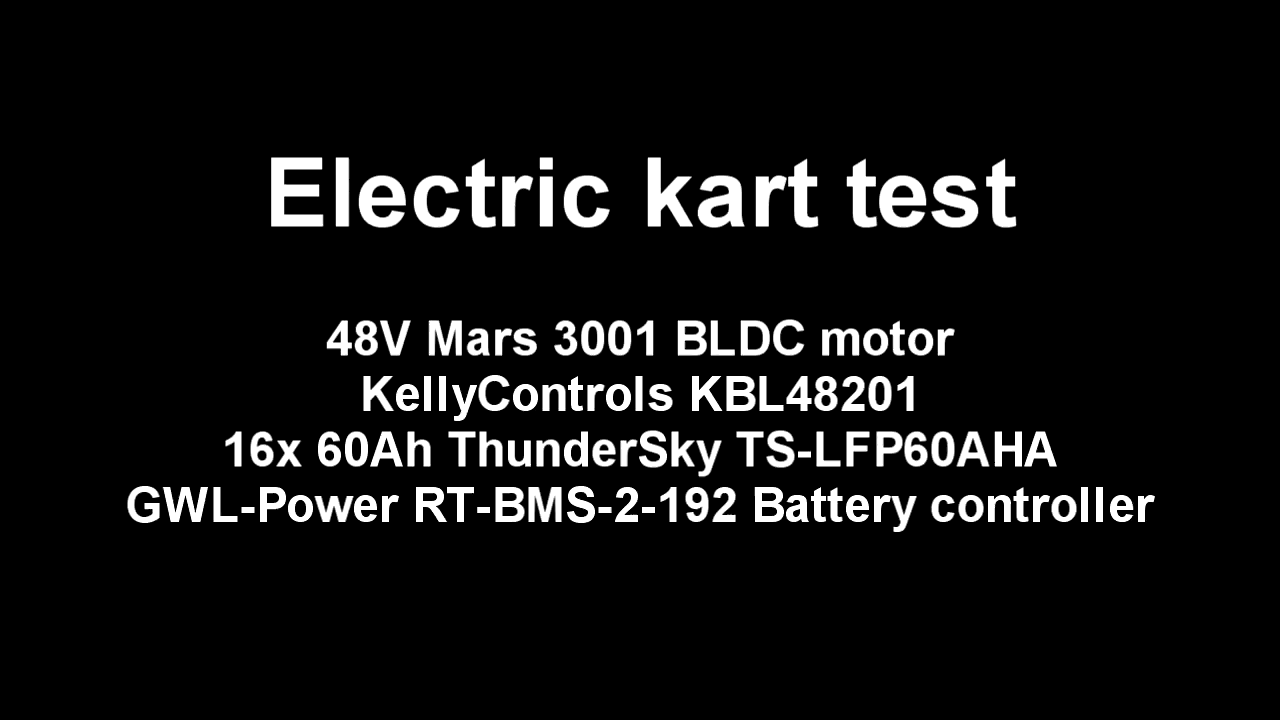 Electric kart test
48V Mars 3001 BLDC motor
KellyControls KBL48201
16x 60Ah ThunderSky TS-LFP60AHA
GWL-Power RT-BMS-2-192 Battery controller